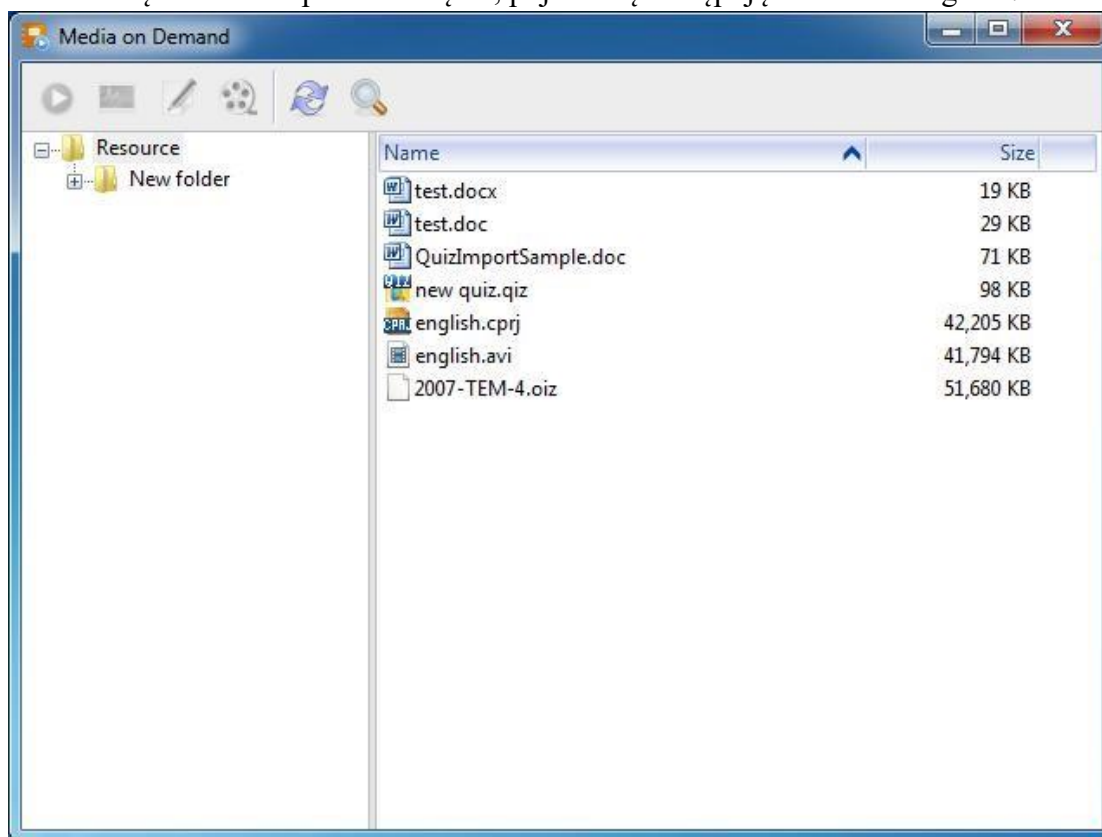 Media on Demand
Resource
New folder
Name Size
test.docx 19 KB
test.doc 29 KB
QuizImportSample.doc 71 KB
new quiz.qiz 98 KB
english.cprj 42,205 KB
english.avi 41,794 KB
2007-TEM-4.oiz 51,680 KB